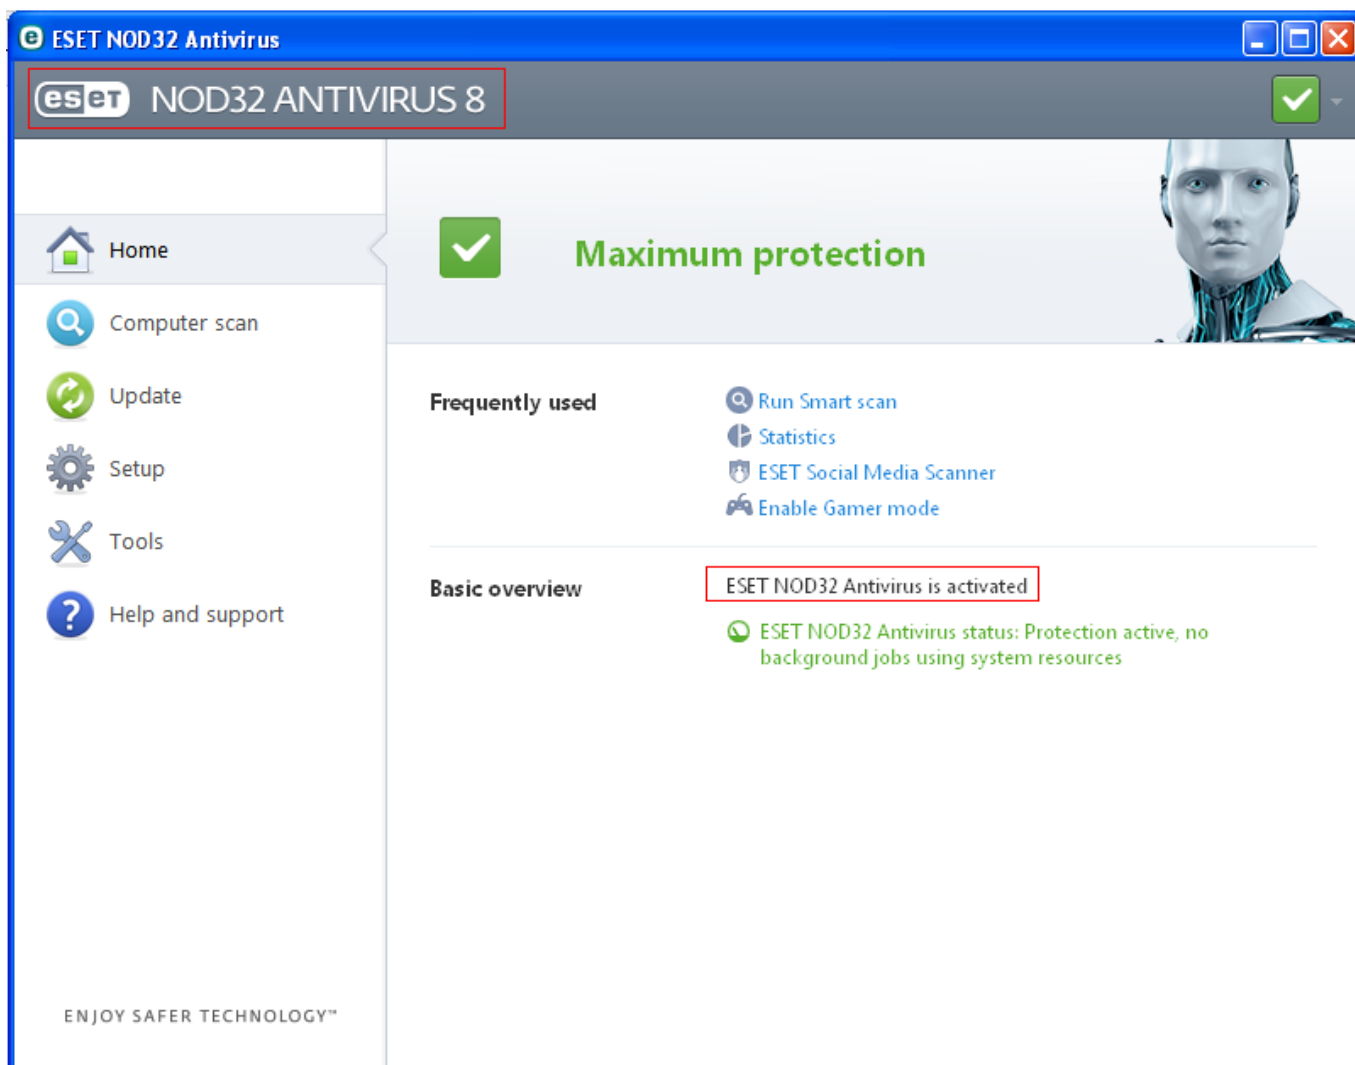 ESET NOD32 Antivirus
eset NOD32 ANTIVIRUS 8
Home
Computer scan
Update
Setup
Tools
Help and support
ENJOY SAFER TECHNOLOGY™
Maximum protection
Frequently used
Run Smart scan
Statistics
ESET Social Media Scanner
Enable Gamer mode
Basic overview
ESET NOD32 Antivirus is activated
ESET NOD32 Antivirus status: Protection active, no
background jobs using system resources